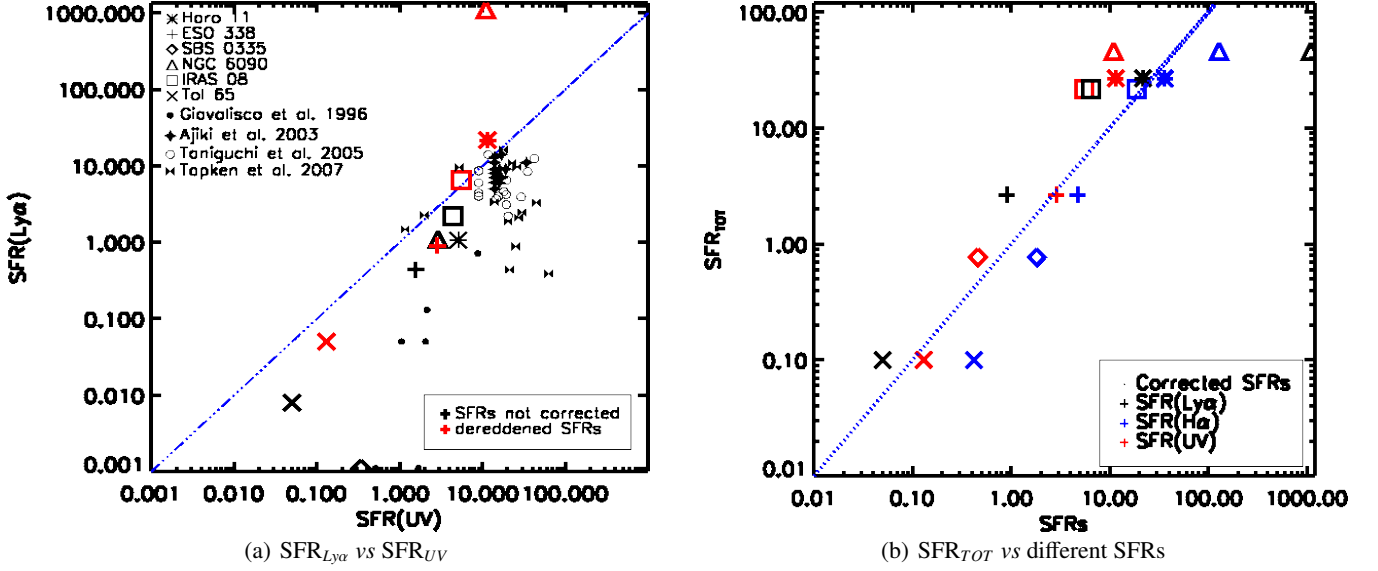 1000.000
100.000
10.000
1.000
0.100
0.010
0.001
SFR(Lyα)
Haro 11
ESO 338
SBS 0335
NGC 6090
IRAS 08
Tol 65
Giavalisco et al. 1996
Ajiki et al. 2003
Taniguchi et al. 2005
Tapken et al. 2007
SFRs not corrected
dereddened SFRs
0.001 0.010 0.100 1.000 10.000 100.000
SFR(UV)
(a) SFR_Lyα vs SFR_UV
100.00
10.00
1.00
0.10
0.01
SFR_TOT
Corrected SFRs
SFR(Lyα)
SFR(Hα)
SFR(UV)
0.01 0.10 1.00 10.00 100.00 1000.00
SFRs
(b) SFR_TOT vs different SFRs